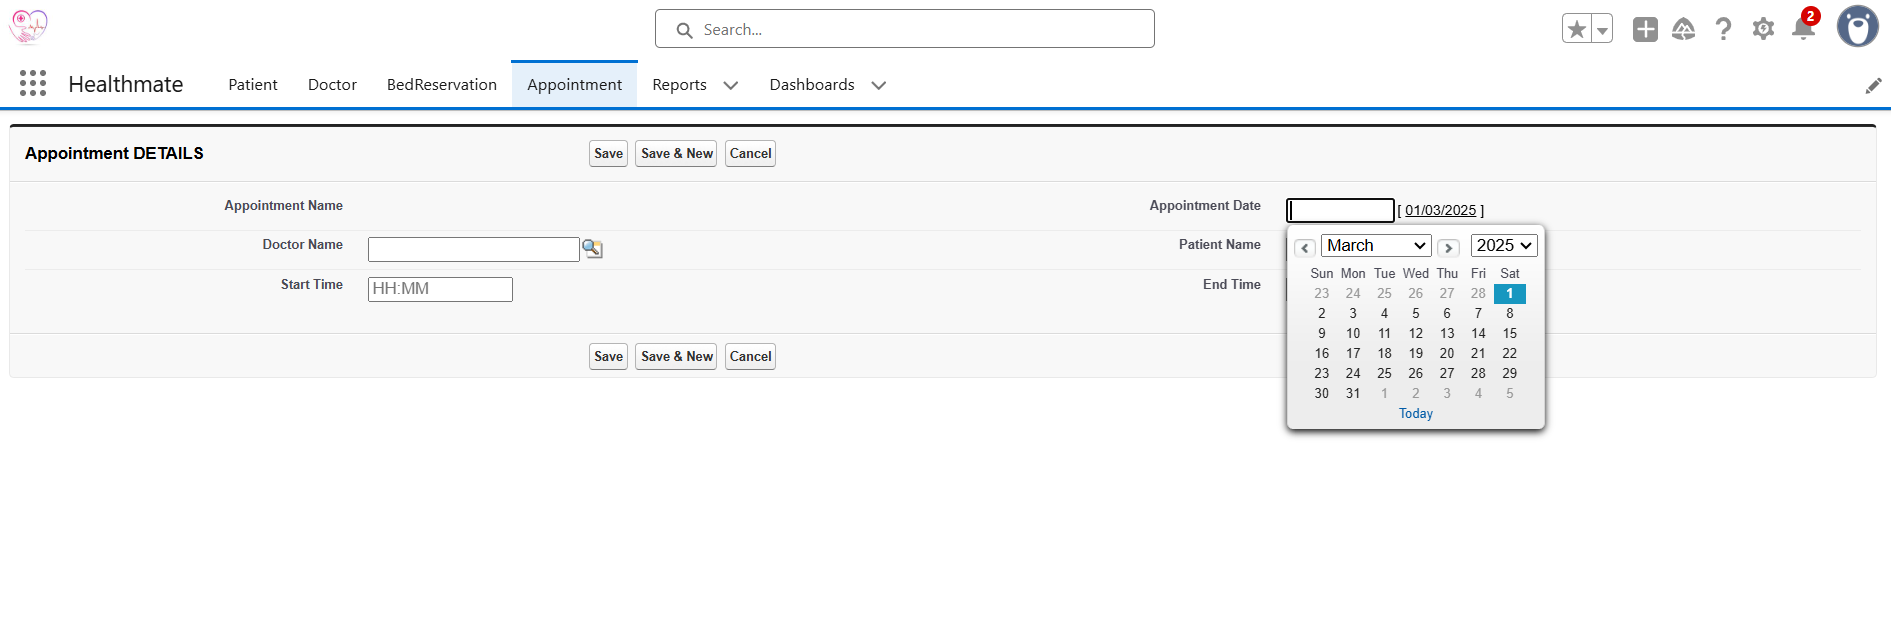 Search...
2
Healthmate Patient Doctor BedReservation Appointment Reports Dashboards
Appointment DETAILS Save Save & New Cancel
Appointment Name
Appointment Date [ 01/03/2025 ]
Doctor Name
Patient Name
Start Time HH:MM
End Time
March 2025
Sun Mon Tue Wed Thu Fri Sat
23 24 25 26 27 28 1
2 3 4 5 6 7 8
9 10 11 12 13 14 15
16 17 18 19 20 21 22
23 24 25 26 27 28 29
30 31 1 2 3 4 5
Today
Save Save & New Cancel